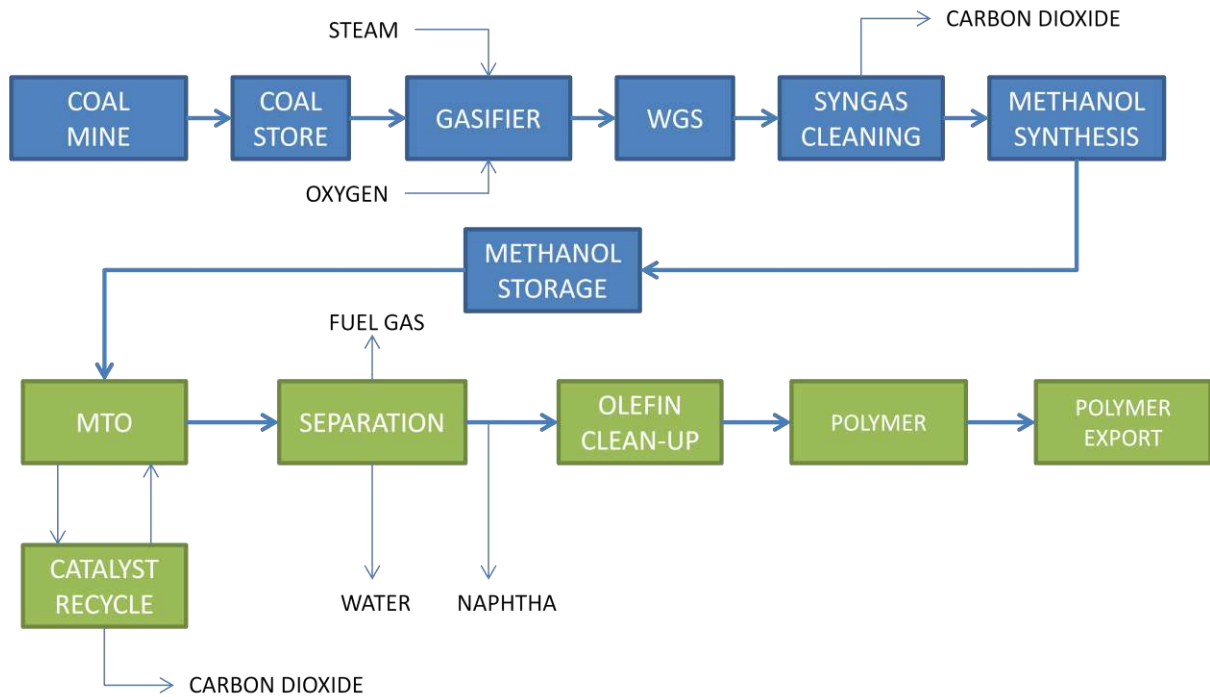 CARBON DIOXIDE
STEAM
COAL
MINE
COAL
STORE
GASIFIER
WGS
SYNGAS
CLEANING
METHANOL
SYNTHESIS
OXYGEN
METHANOL
STORAGE
FUEL GAS
MTO
SEPARATION
OLEFIN
CLEAN-UP
POLYMER
POLYMER
EXPORT
CATALYST
RECYCLE
WATER
NAPHTHA
CARBON DIOXIDE